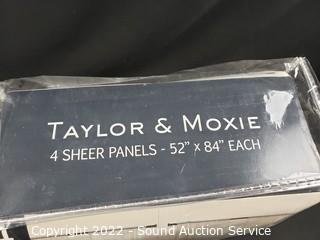 TAYLOR & MOXIE
4 SHEER PANELS - 52" x 84" EACH
Copyright 2022 - Sound Auction Service